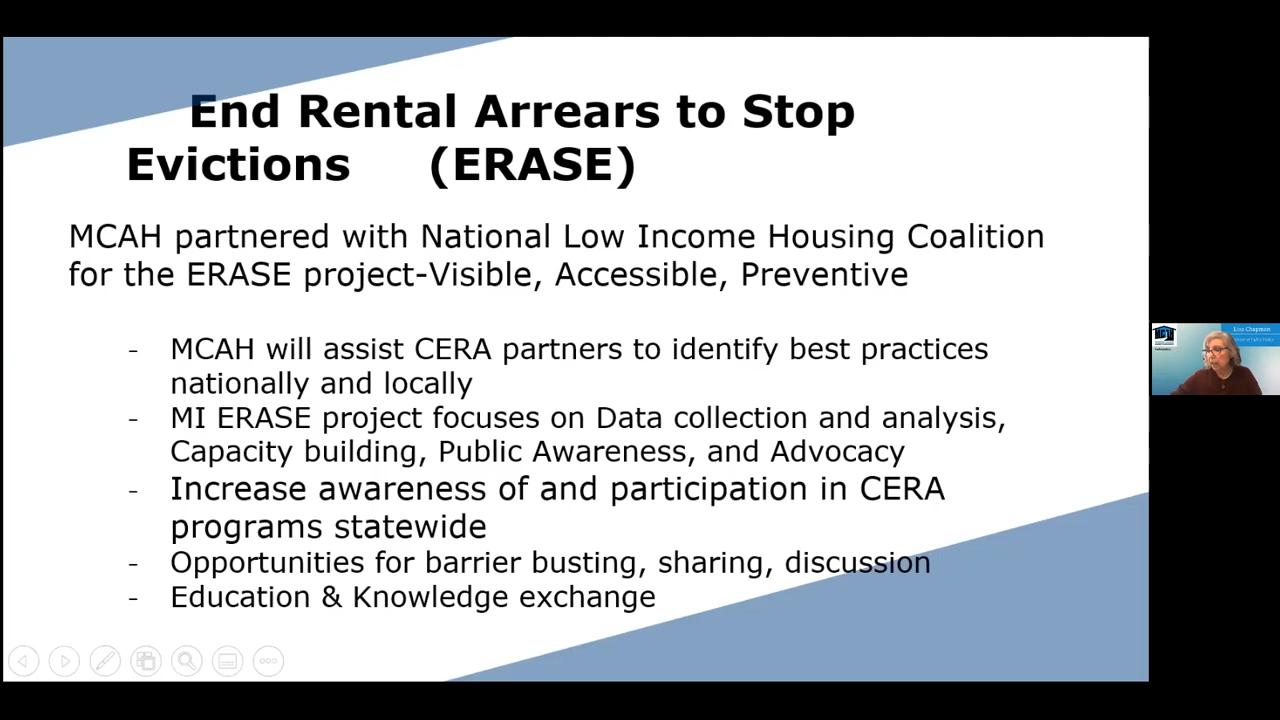 End Rental Arrears to Stop
Evictions (ERASE)
MCAH partnered with National Low Income Housing Coalition
for the ERASE project-Visible, Accessible, Preventive
- MCAH will assist CERA partners to identify best practices
nationally and locally
- MI ERASE project focuses on Data collection and analysis,
Capacity building, Public Awareness, and Advocacy
- Increase awareness of and participation in CERA
programs statewide
- Opportunities for barrier busting, sharing, discussion
- Education & Knowledge exchange
Lisa Chapman